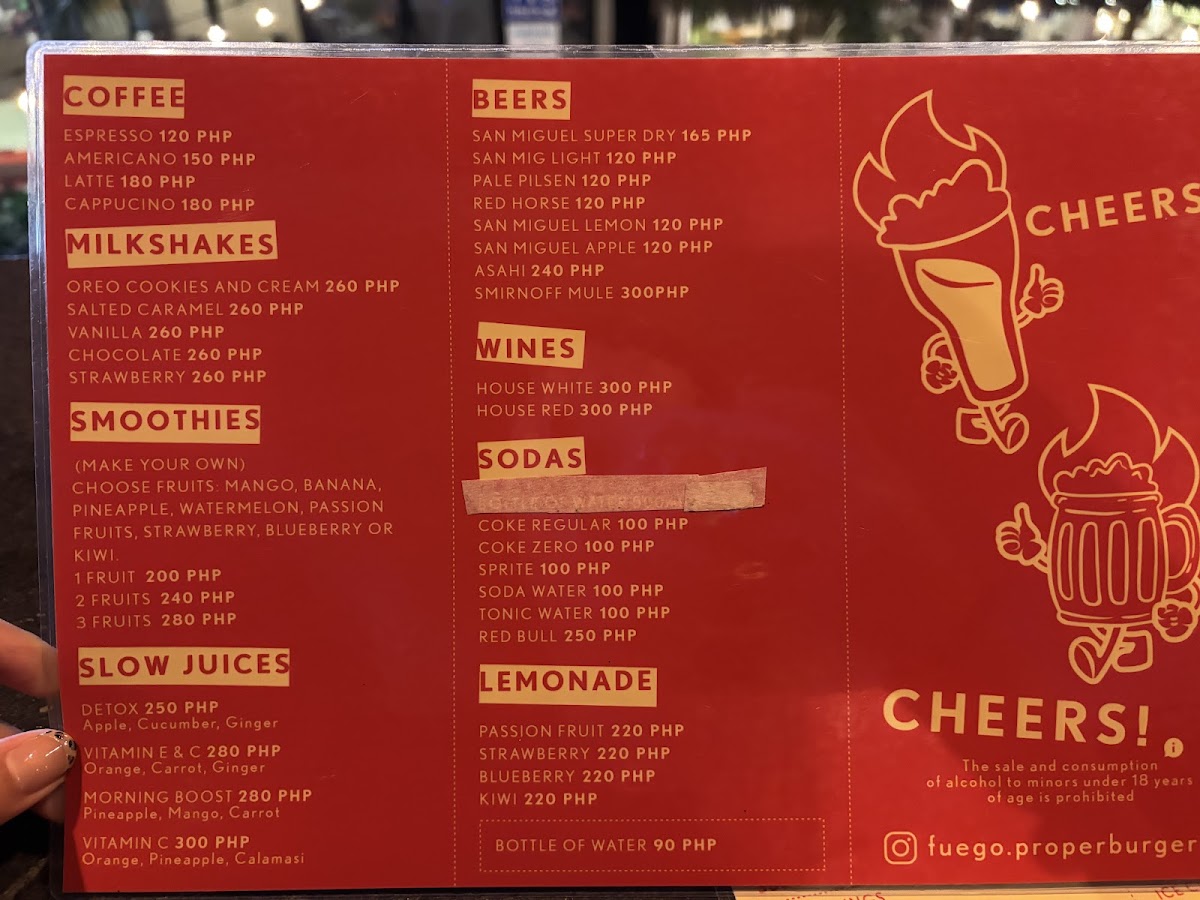 COFFEE
ESPRESSO 120 PHP
AMERICANO 150 PHP
LATTE 180 PHP
CAPPUCINO 180 PHP
MILKSHAKES
OREO COOKIES AND CREAM 260 PHP
SALTED CARAMEL 260 PHP
VANILLA 260 PHP
CHOCOLATE 260 PHP
STRAWBERRY 260 PHP
SMOOTHIES
(MAKE YOUR OWN)
CHOOSE FRUITS: MANGO, BANANA,
PINEAPPLE, WATERMELON, PASSION
FRUITS, STRAWBERRY, BLUEBERRY OR
KIWI.
1 FRUIT 200 PHP
2 FRUITS 240 PHP
3 FRUITS 280 PHP
SLOW JUICES
DETOX 250 PHP
Apple, Cucumber, Ginger
VITAMIN E & C 280 PHP
Orange, Carrot, Ginger
MORNING BOOST 280 PHP
Pineapple, Mango, Carrot
VITAMIN C 300 PHP
Orange, Pineapple, Calamasi
BEERS
SAN MIGUEL SUPER DRY 165 PHP
SAN MIG LIGHT 120 PHP
PALE PILSEN 120 PHP
RED HORSE 120 PHP
SAN MIGUEL LEMON 120 PHP
SAN MIGUEL APPLE 120 PHP
ASAHI 240 PHP
SMIRNOFF MULE 300PHP
WINES
HOUSE WHITE 300 PHP
HOUSE RED 300 PHP
SODAS
COKE REGULAR 100 PHP
COKE ZERO 100 PHP
SPRITE 100 PHP
SODA WATER 100 PHP
TONIC WATER 100 PHP
RED BULL 250 PHP
LEMONADE
PASSION FRUIT 220 PHP
STRAWBERRY 220 PHP
BLUEBERRY 220 PHP
KIWI 220 PHP
BOTTLE OF WATER 90 PHP
CHEERS
CHEERS!
The sale and consumption
of alcohol to minors under 18 years
of age is prohibited
fuego.properburger